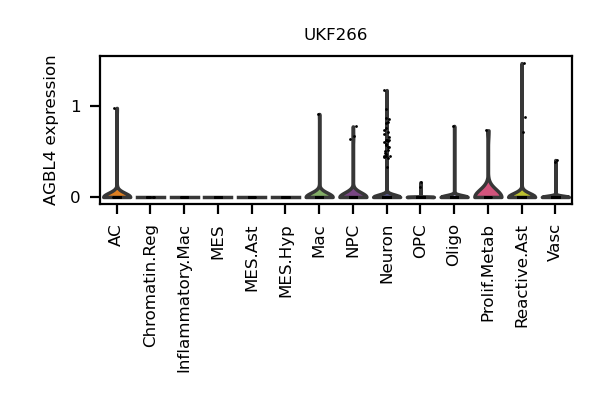 UKF266
AGBL4 expression
1
0
AC
Chromatin.Reg
Inflammatory.Mac
MES
MES.Ast
MES.Hyp
Mac
NPC
Neuron
OPC
Oligo
Prolif.Metab
Reactive.Ast
Vasc